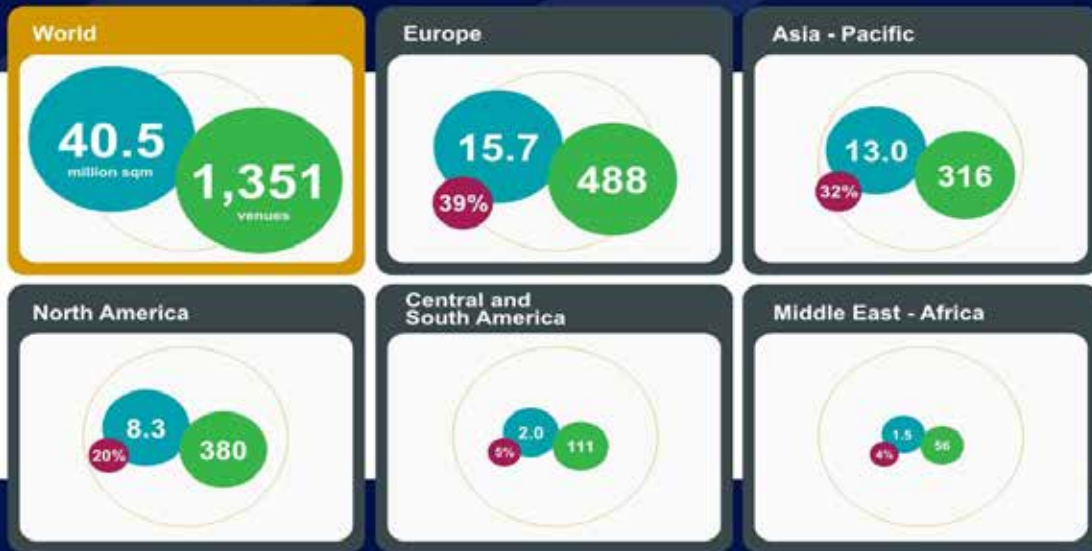 World
40.5
million sqm
1,351
venues
Europe
15.7
488
39%
Asia - Pacific
13.0
316
32%
North America
8.3
380
20%
Central and
South America
2.0
111
5%
Middle East - Africa
1.5
56
4%